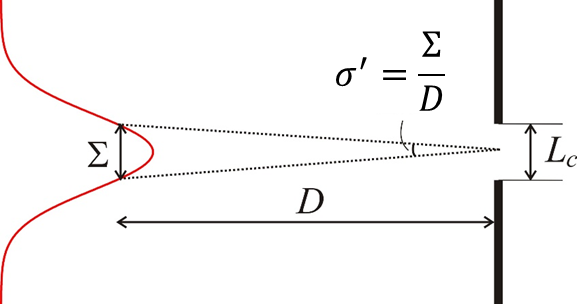 σ′ = Σ/D
Σ
L_c
D